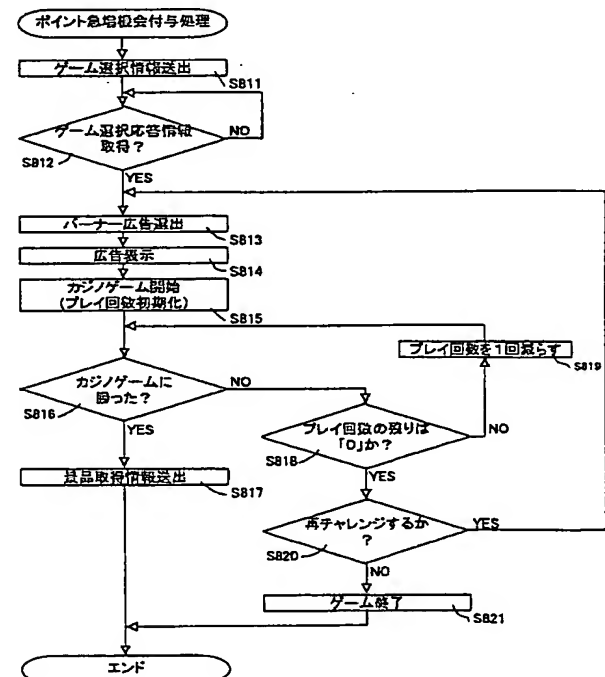 ポイント急増機会付与処理
ゲーム選択情報送出
S811
ゲーム選択応答情報
取得？
NO
S812
YES
バーナー広告選出
S813
広告表示
S814
カジノゲーム開始
(プレイ回数初期化)
S815
プレイ回数を1回減らす
S819
カジノゲームに
勝った？
NO
S816
YES
プレイ回数の残りは
「0」か？
NO
S818
YES
景品取得情報送出
S817
再チャレンジするか
？
YES
S820
NO
ゲーム終了
S821
エンド